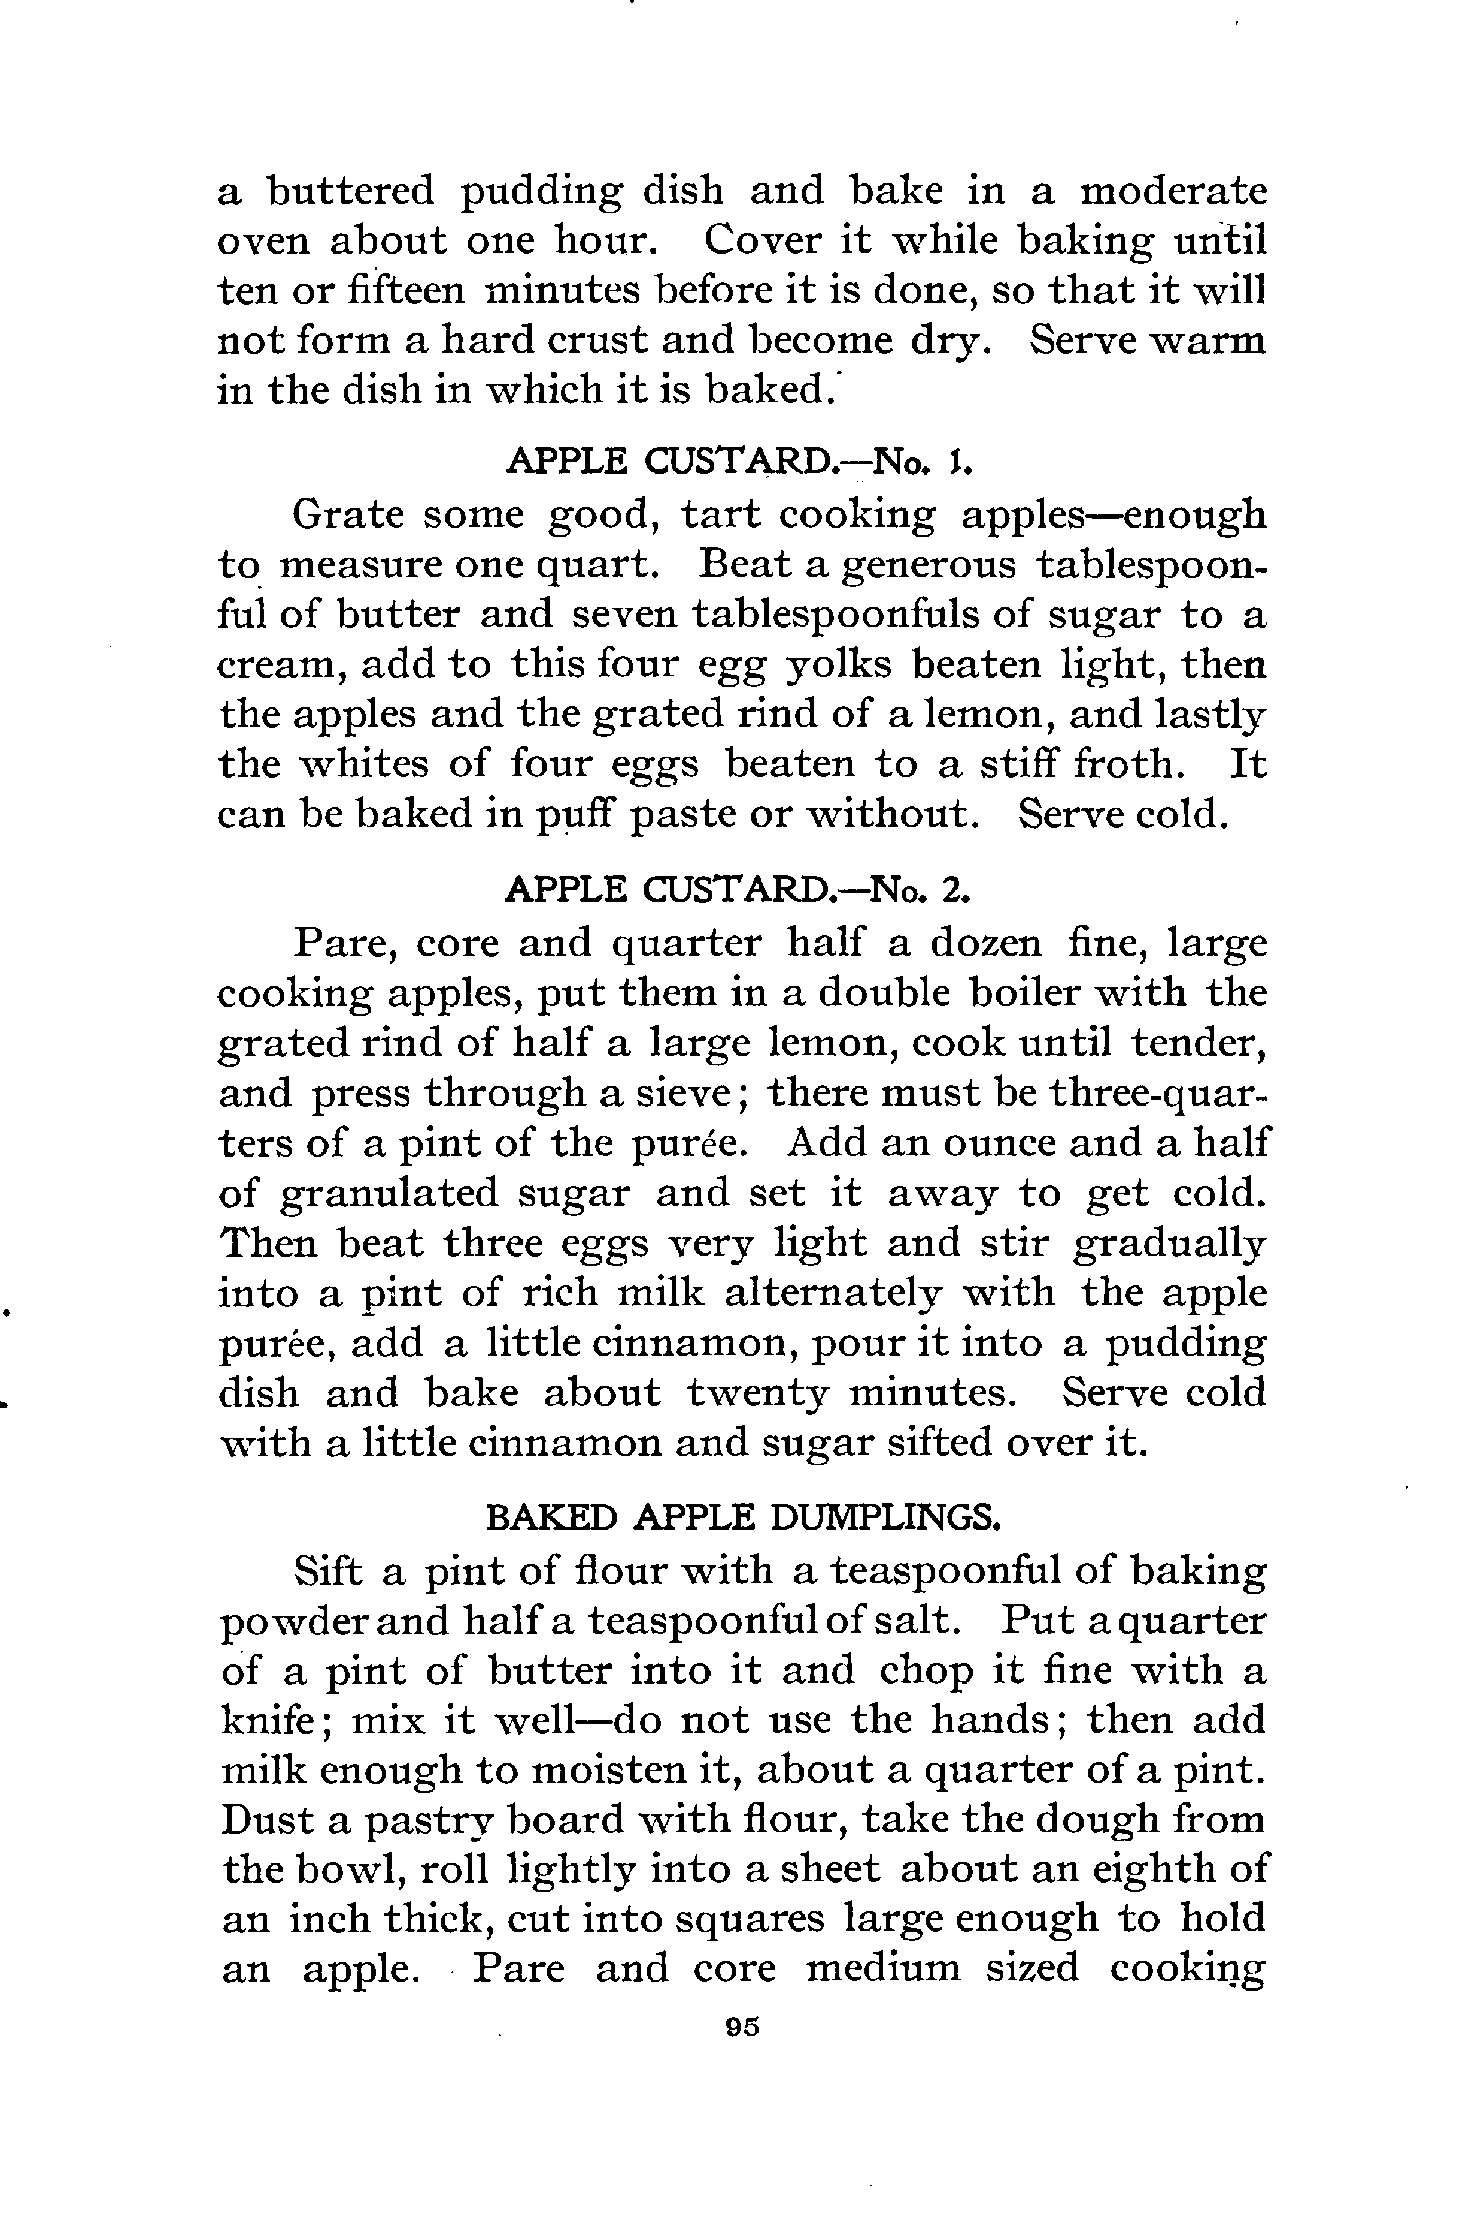 a buttered pudding dish and bake in a moderate
oven about one hour. Cover it while baking until
ten or fifteen minutes before it is done, so that it will
not form a hard crust and become dry. Serve warm
in the dish in which it is baked.
APPLE CUSTARD.—No. 1.
Grate some good, tart cooking apples—enough
to measure one quart. Beat a generous tablespoon-
ful of butter and seven tablespoonfuls of sugar to a
cream, add to this four egg yolks beaten light, then
the apples and the grated rind of a lemon, and lastly
the whites of four eggs beaten to a stiff froth. It
can be baked in puff paste or without. Serve cold.
APPLE CUSTARD.—No. 2.
Pare, core and quarter half a dozen fine, large
cooking apples, put them in a double boiler with the
grated rind of half a large lemon, cook until tender,
and press through a sieve; there must be three-quar-
ters of a pint of the purée. Add an ounce and a half
of granulated sugar and set it away to get cold.
Then beat three eggs very light and stir gradually
into a pint of rich milk alternately with the apple
purée, add a little cinnamon, pour it into a pudding
dish and bake about twenty minutes. Serve cold
with a little cinnamon and sugar sifted over it.
BAKED APPLE DUMPLINGS.
Sift a pint of flour with a teaspoonful of baking
powder and half a teaspoonful of salt. Put a quarter
of a pint of butter into it and chop it fine with a
knife; mix it well—do not use the hands; then add
milk enough to moisten it, about a quarter of a pint.
Dust a pastry board with flour, take the dough from
the bowl, roll lightly into a sheet about an eighth of
an inch thick, cut into squares large enough to hold
an apple. Pare and core medium sized cooking
95